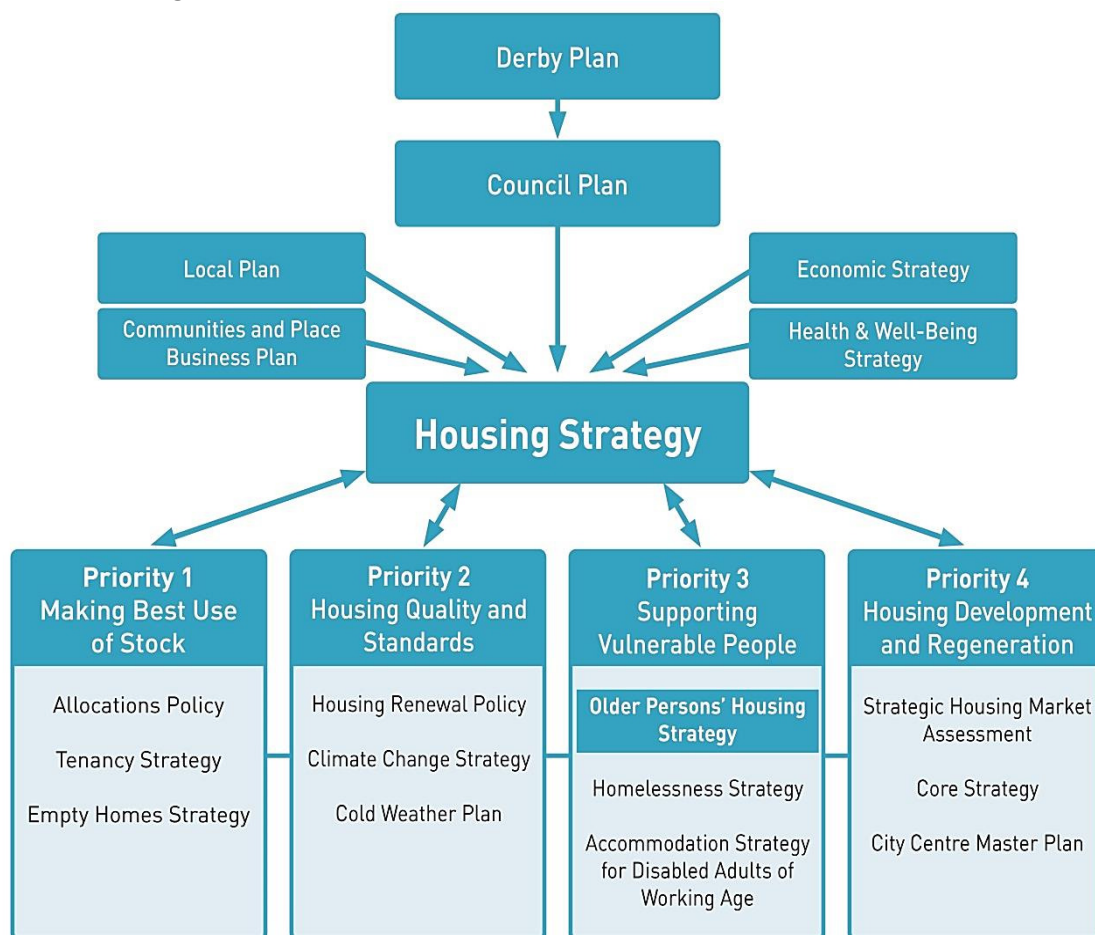 Derby Plan
Council Plan
Local Plan
Communities and Place
Business Plan
Economic Strategy
Health & Well-Being
Strategy
Housing Strategy
Priority 1
Making Best Use
of Stock
Allocations Policy
Tenancy Strategy
Empty Homes Strategy
Priority 2
Housing Quality and
Standards
Housing Renewal Policy
Climate Change Strategy
Cold Weather Plan
Priority 3
Supporting
Vulnerable People
Older Persons’ Housing
Strategy
Homelessness Strategy
Accommodation Strategy
for Disabled Adults of
Working Age
Priority 4
Housing Development
and Regeneration
Strategic Housing Market
Assessment
Core Strategy
City Centre Master Plan